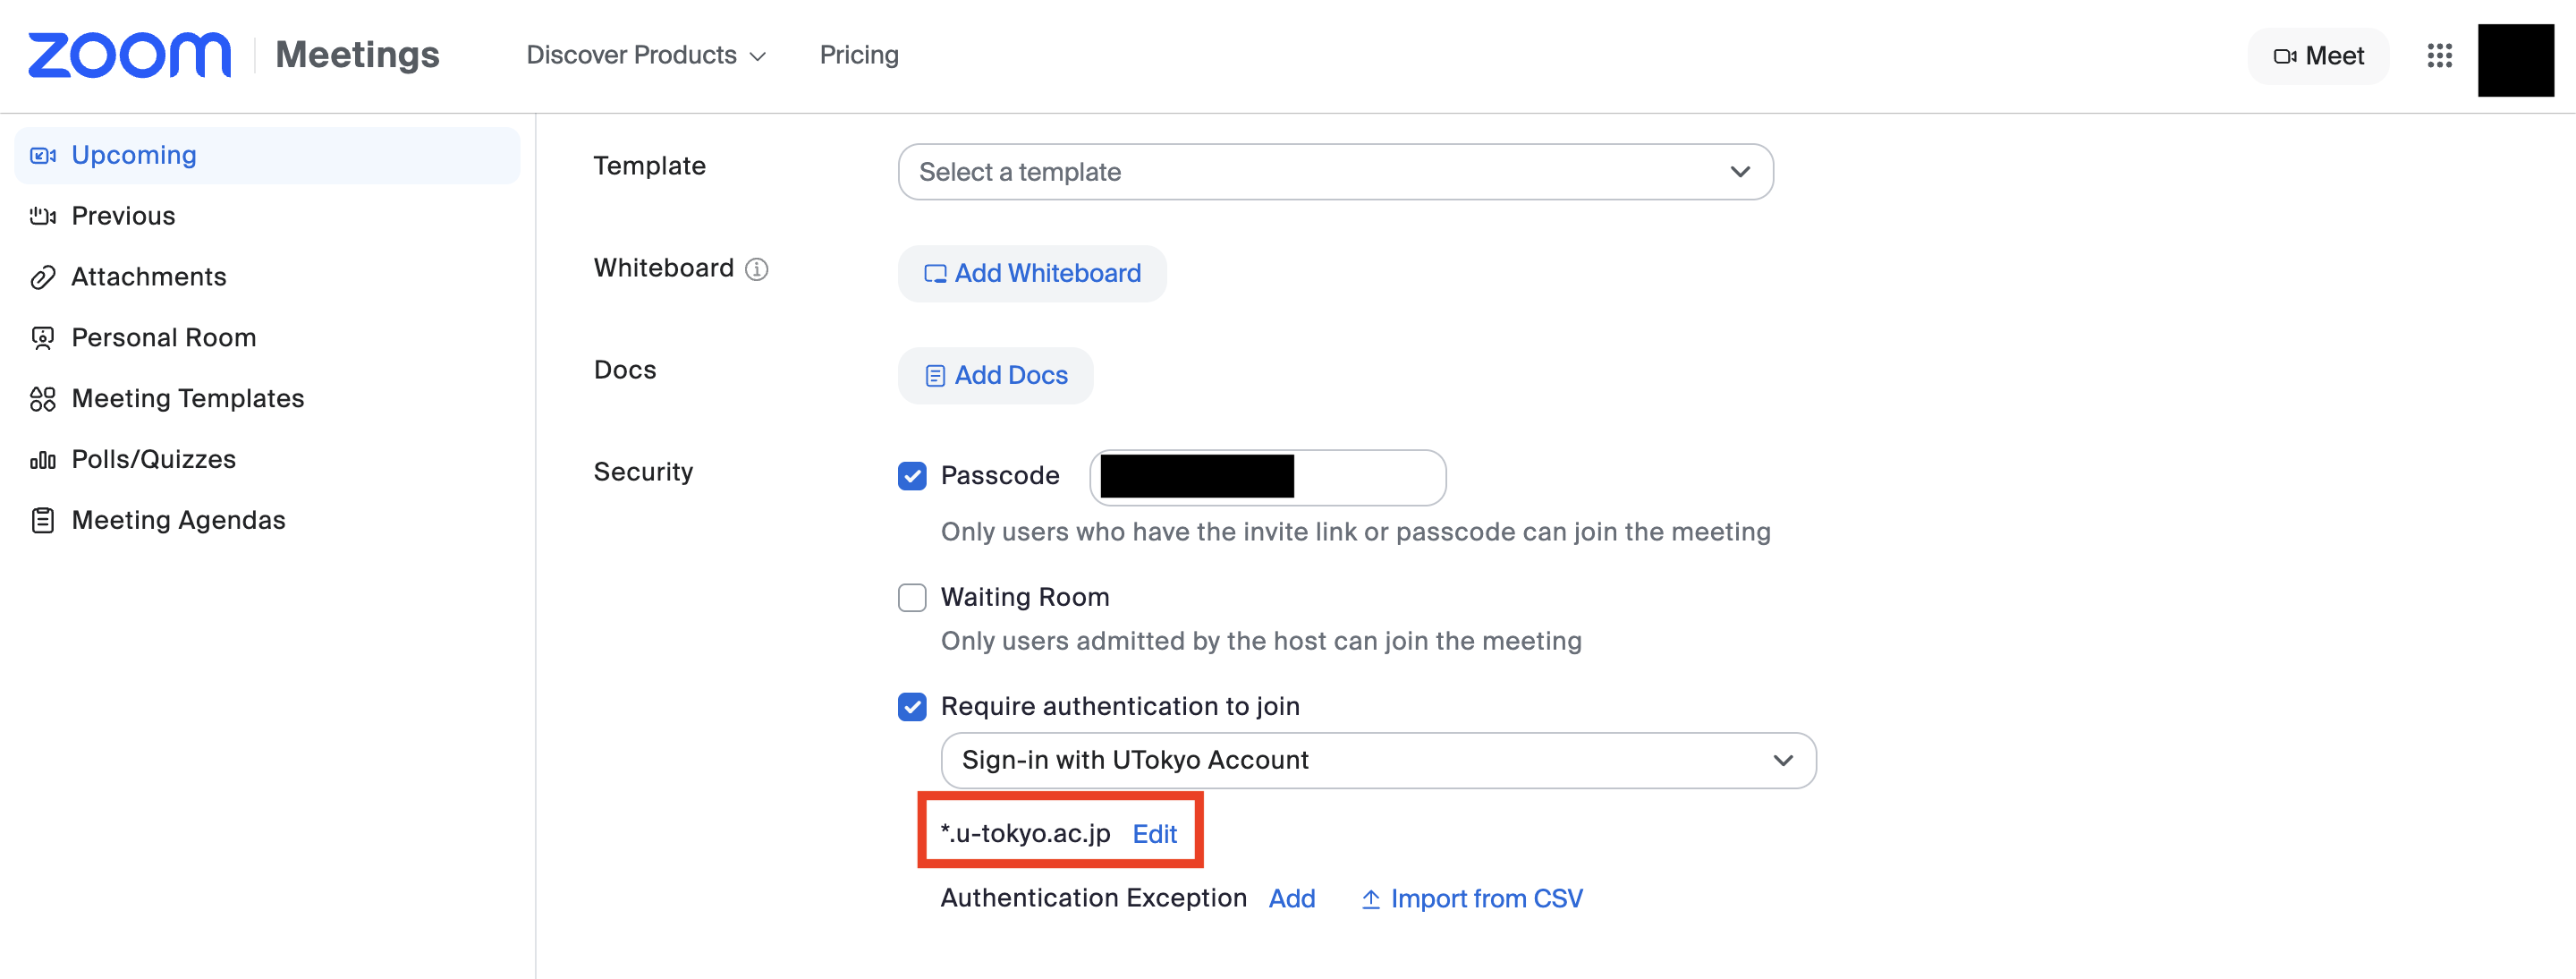 zoom Meetings Discover Products Pricing Meet
Upcoming
Previous
Attachments
Personal Room
Meeting Templates
Polls/Quizzes
Meeting Agendas
Template Select a template
Whiteboard Add Whiteboard
Docs Add Docs
Security Passcode
Only users who have the invite link or passcode can join the meeting
Waiting Room
Only users admitted by the host can join the meeting
Require authentication to join
Sign-in with UTokyo Account
*.u-tokyo.ac.jp Edit
Authentication Exception Add Import from CSV